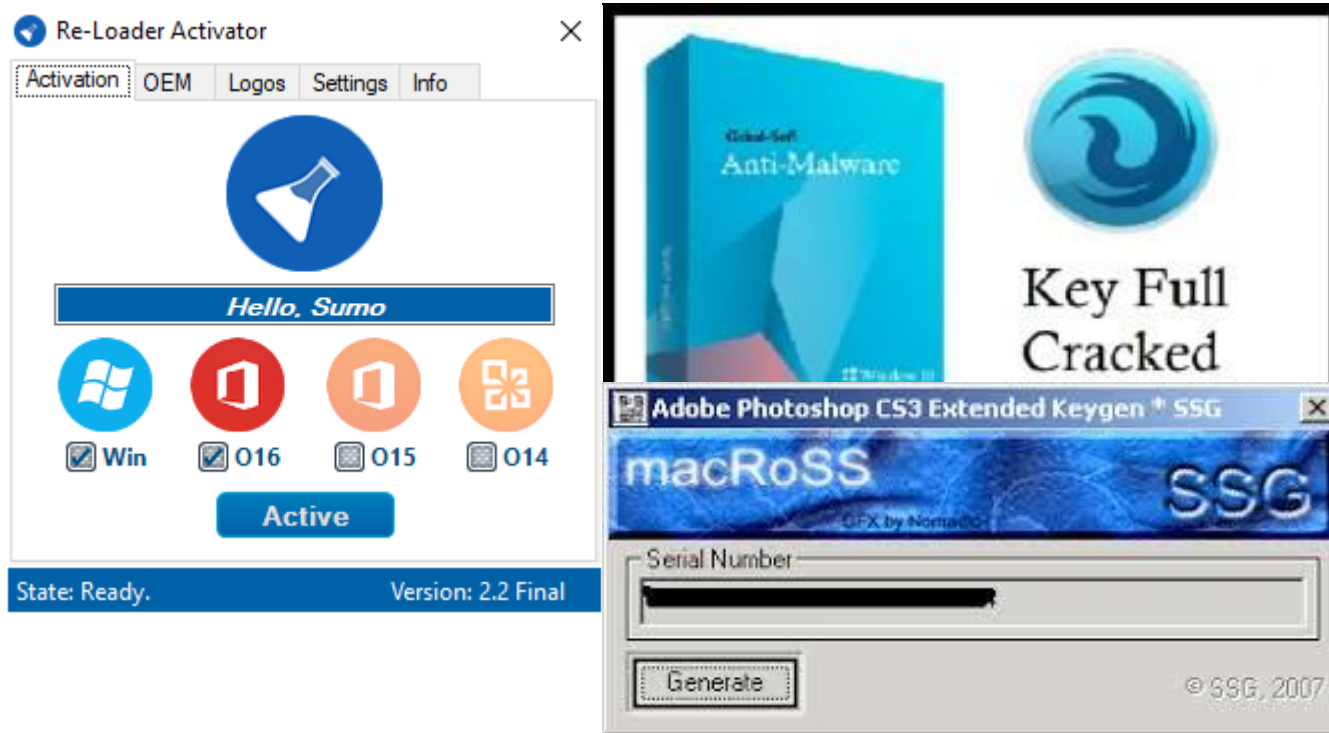 Re-Loader Activator
Activation OEM Logos Settings Info
Hello, Sumo
Win O16 O15 O14
Active
State: Ready. Version: 2.2 Final
Anti-Malware
Key Full
Cracked
Adobe Photoshop CS3 Extended Keygen * SSG
macRoSS
SSG
GFX by
Serial Number
Generate
© SSG, 2007